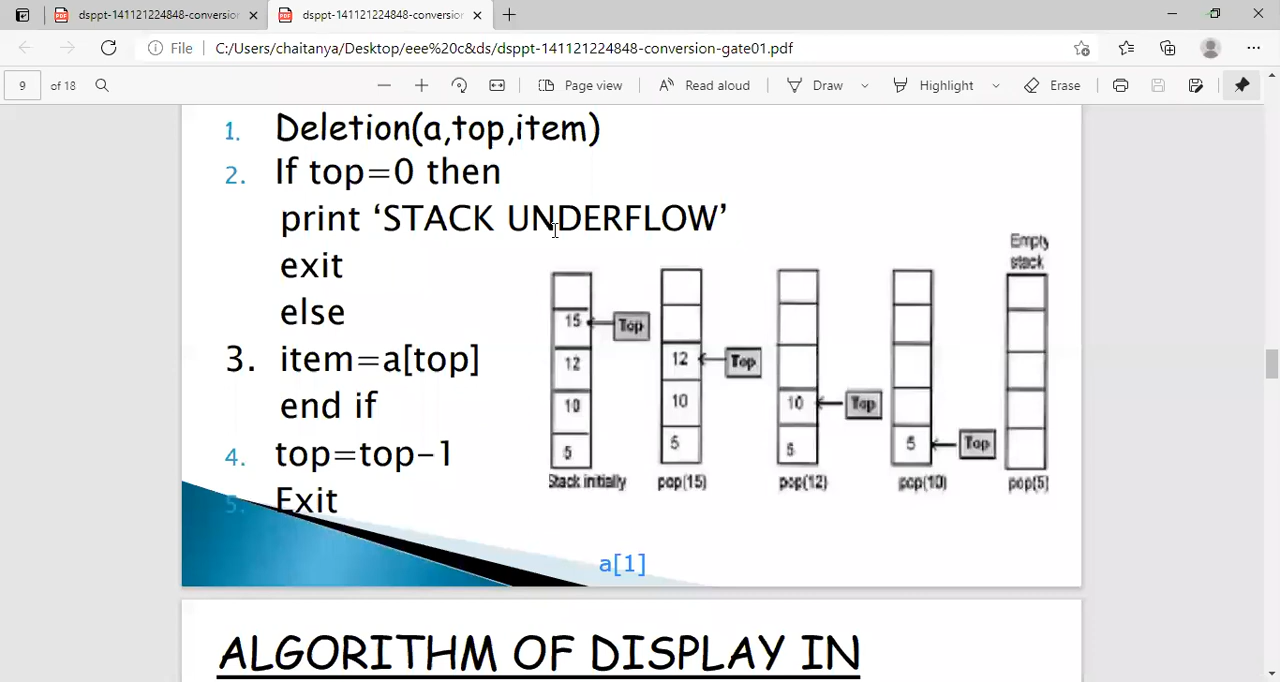 dsppt-141121224848-conversion
dsppt-141121224848-conversion
File
C:/Users/chaitanya/Desktop/eee%20c&ds/dsppt-141121224848-conversion-gate01.pdf
9 of 18
Page view
Read aloud
Draw
Highlight
Erase
1. Deletion(a,top,item)
2. If top=0 then
print ‘STACK UNDERFLOW’
exit
else
3. item=a[top]
end if
4. top=top-1
5. Exit
15 Top
12
10
5
Stack initially
12 Top
10
5
pop(15)
10 Top
5
pop(12)
5 Top
pop(10)
Empty
stack
pop(5)
a[1]
ALGORITHM OF DISPLAY IN